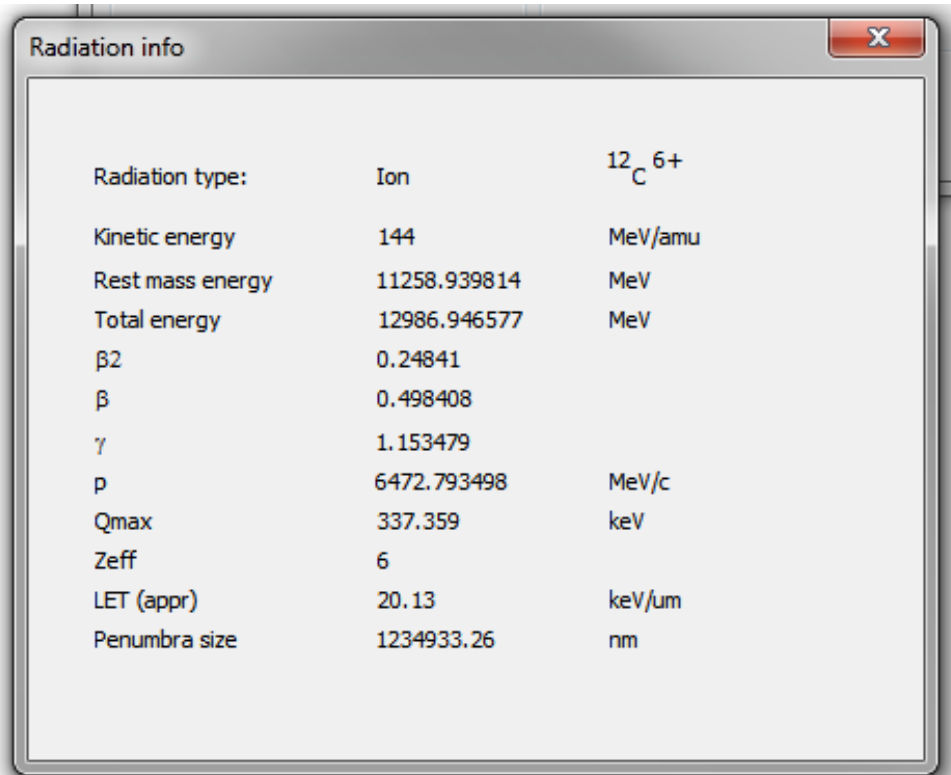 Radiation info
Radiation type: Ion 12C 6+
Kinetic energy 144 MeV/amu
Rest mass energy 11258.939814 MeV
Total energy 12986.946577 MeV
β2 0.24841
β 0.498408
γ 1.153479
p 6472.793498 MeV/c
Qmax 337.359 keV
Zeff 6
LET (appr) 20.13 keV/um
Penumbra size 1234933.26 nm